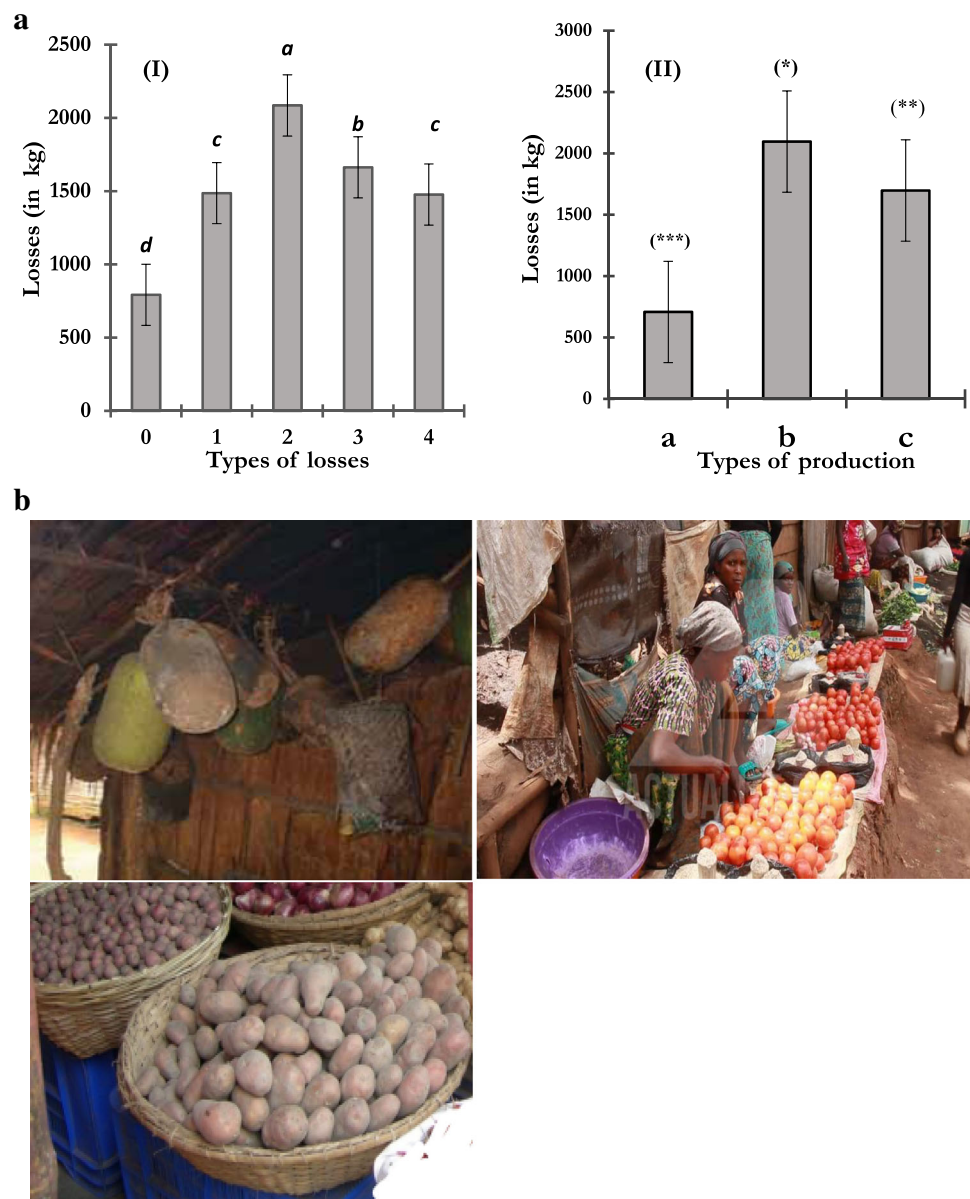 a
(I)
Losses (in kg)
2500
2000
1500
1000
500
0
d
c
a
b
c
0 1 2 3 4
Types of losses
(II)
Losses (in kg)
3000
2500
2000
1500
1000
500
0
(***)
(*)
(**)
a b c
Types of production
b